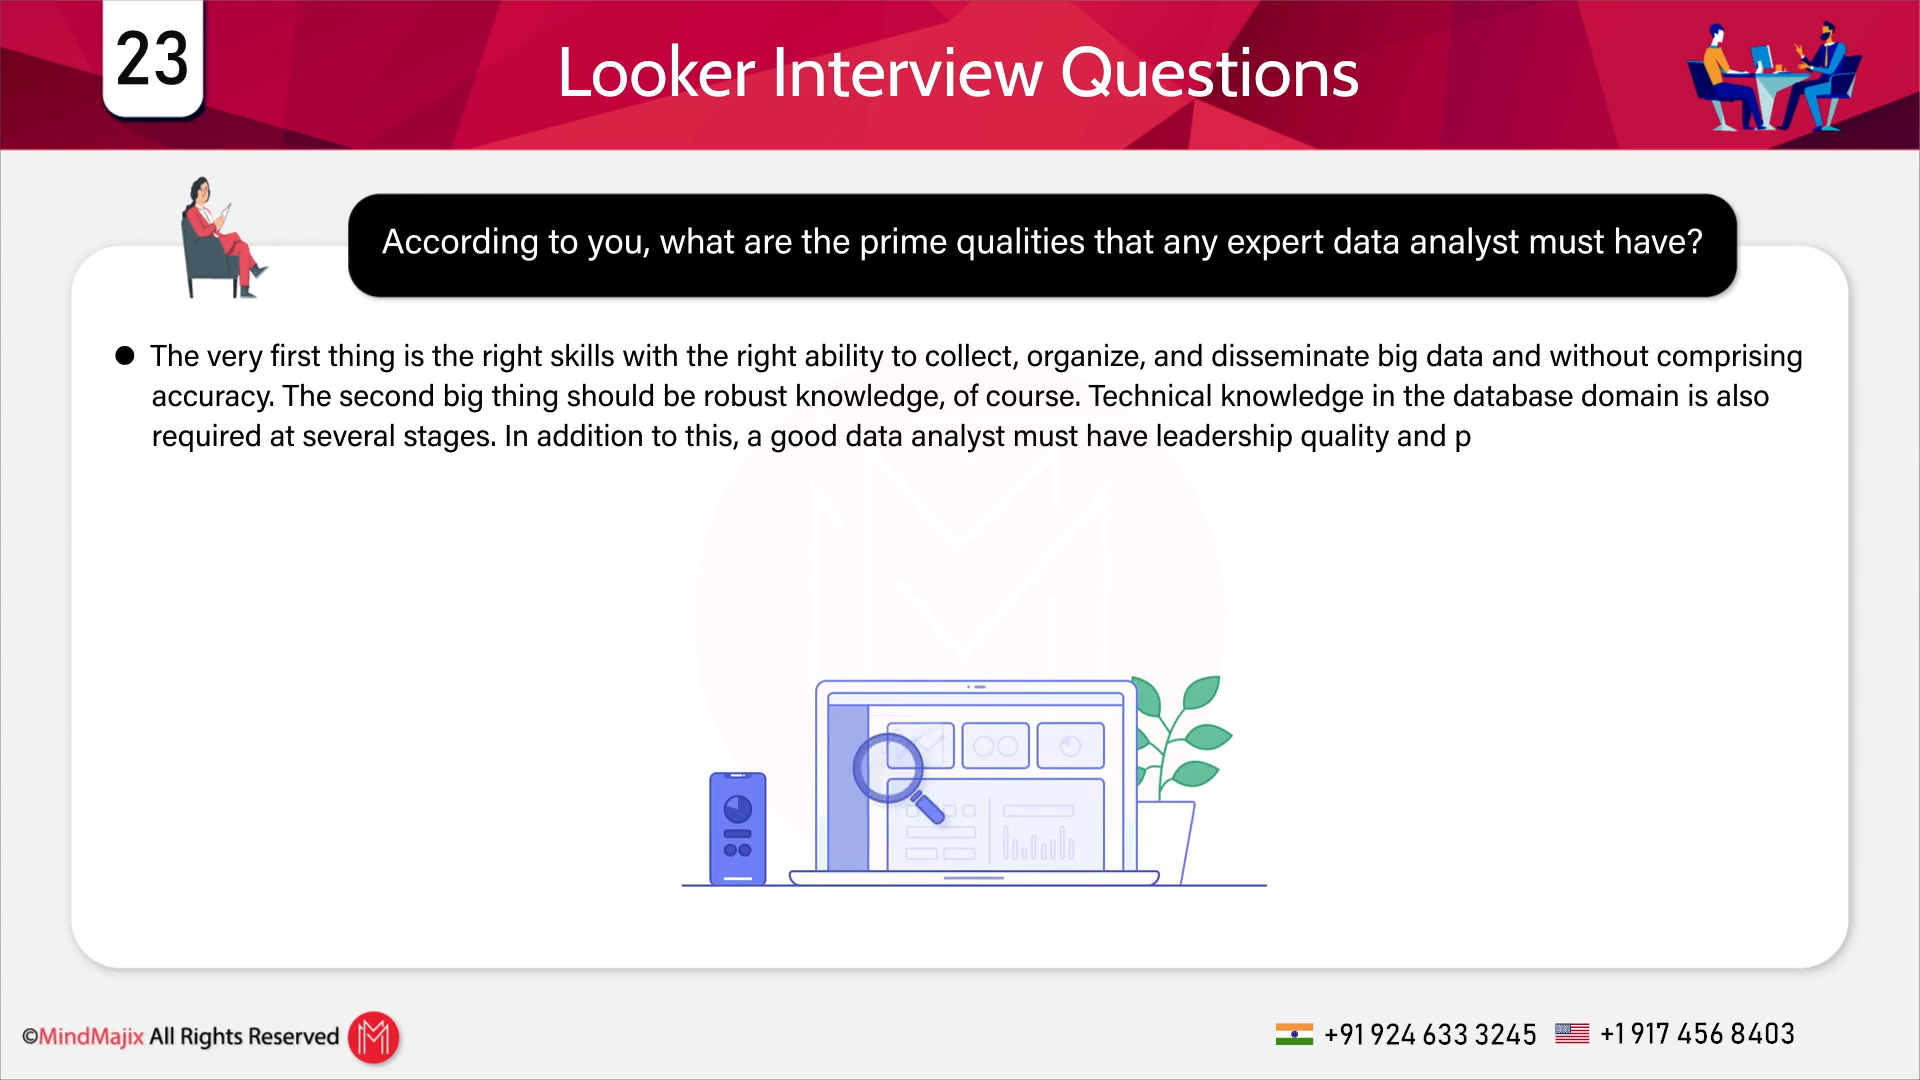 23
Looker Interview Questions
According to you, what are the prime qualities that any expert data analyst must have?
● The very first thing is the right skills with the right ability to collect, organize, and disseminate big data and without comprising
accuracy. The second big thing should be robust knowledge, of course. Technical knowledge in the database domain is also
required at several stages. In addition to this, a good data analyst must have leadership quality and p
©MindMajix All Rights Reserved
+91 924 633 3245
+1 917 456 8403